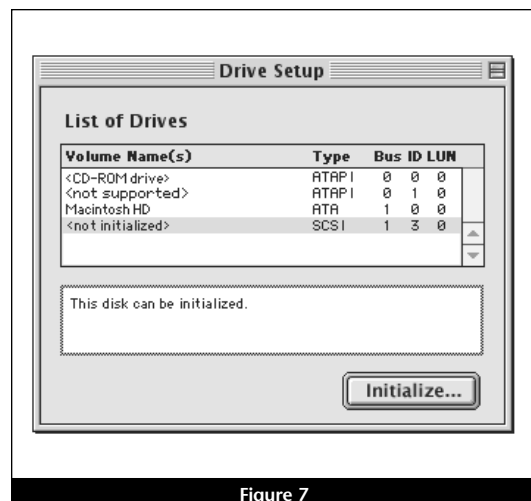 Drive Setup
List of Drives
Volume Name(s) Type Bus ID LUN
<CD-ROM drive> ATAPI 0 0 0
<not supported> ATAPI 0 1 0
Macintosh HD ATA 1 0 0
<not initialized> SCSI 1 3 0
This disk can be initialized.
Initialize...
Figure 7